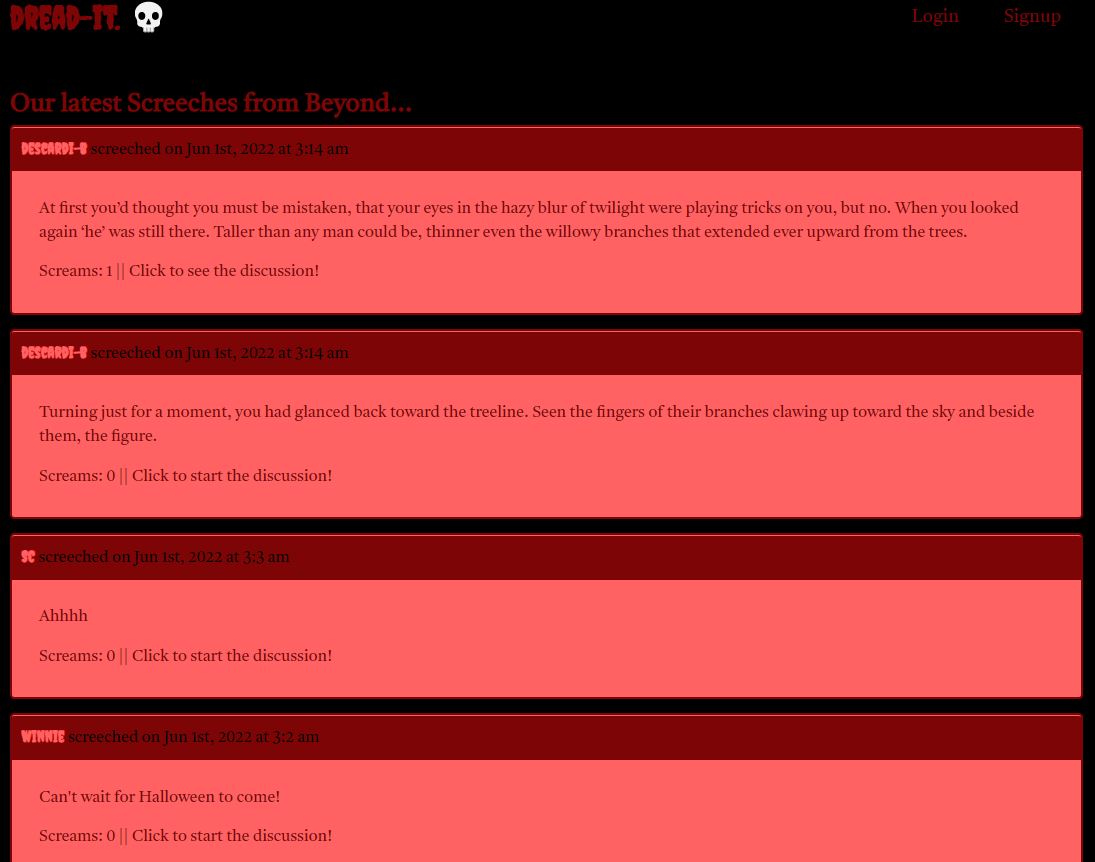 DREAD-IT.
Login Signup
Our latest Screeches from Beyond...
DESCARDI-B screeched on Jun 1st, 2022 at 3:14 am
At first you’d thought you must be mistaken, that your eyes in the hazy blur of twilight were playing tricks on you, but no. When you looked
again ‘he’ was still there. Taller than any man could be, thinner even the willowy branches that extended ever upward from the trees.
Screams: 1 || Click to see the discussion!
DESCARDI-B screeched on Jun 1st, 2022 at 3:14 am
Turning just for a moment, you had glanced back toward the treeline. Seen the fingers of their branches clawing up toward the sky and beside
them, the figure.
Screams: 0 || Click to start the discussion!
SC screeched on Jun 1st, 2022 at 3:3 am
Ahhhh
Screams: 0 || Click to start the discussion!
WINNIE screeched on Jun 1st, 2022 at 3:2 am
Can't wait for Halloween to come!
Screams: 0 || Click to start the discussion!